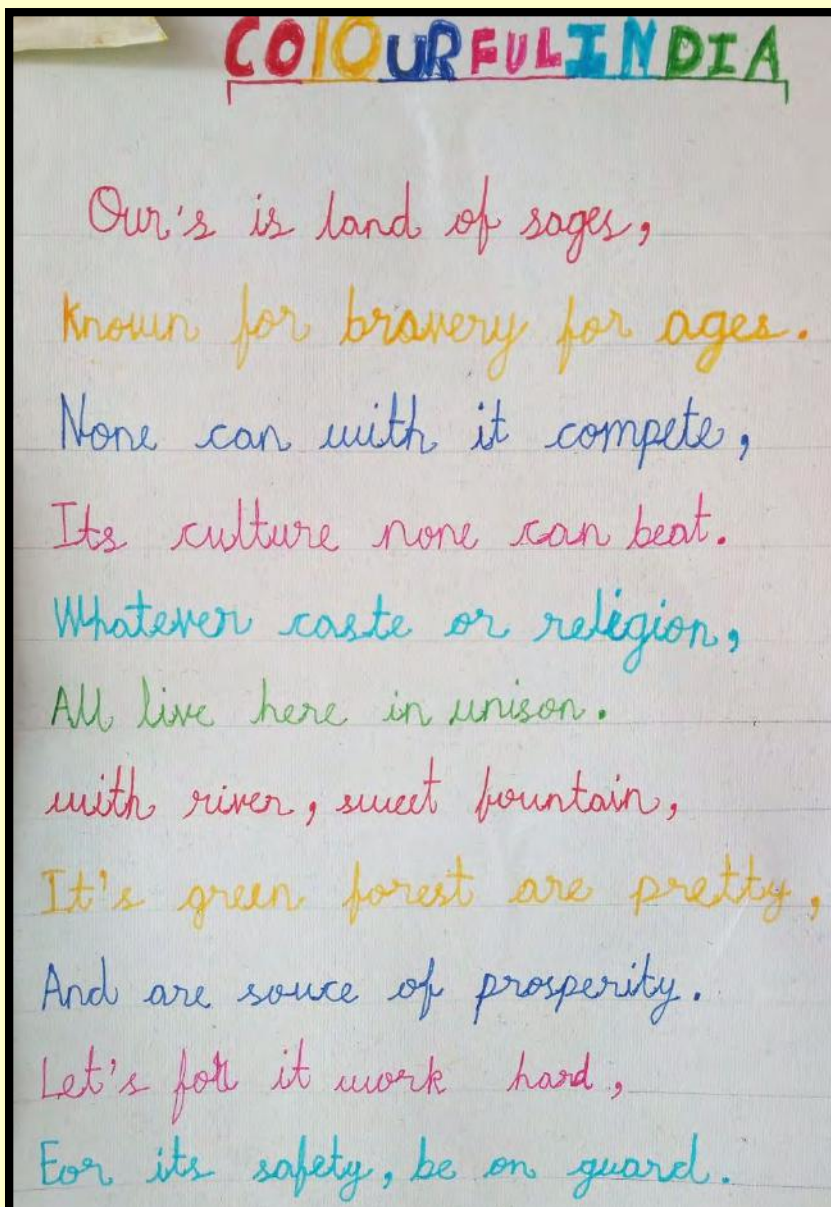 COlOURFULINDIA
Our's is land of sages,
Known for bravery for ages.
None can with it compete,
Its culture none can beat.
Whatever caste or religion,
All live here in unison.
with river, sweet fountain,
It's green forest are pretty,
And are souce of prosperity.
Let's for it work hard,
For its safety, be on guard.